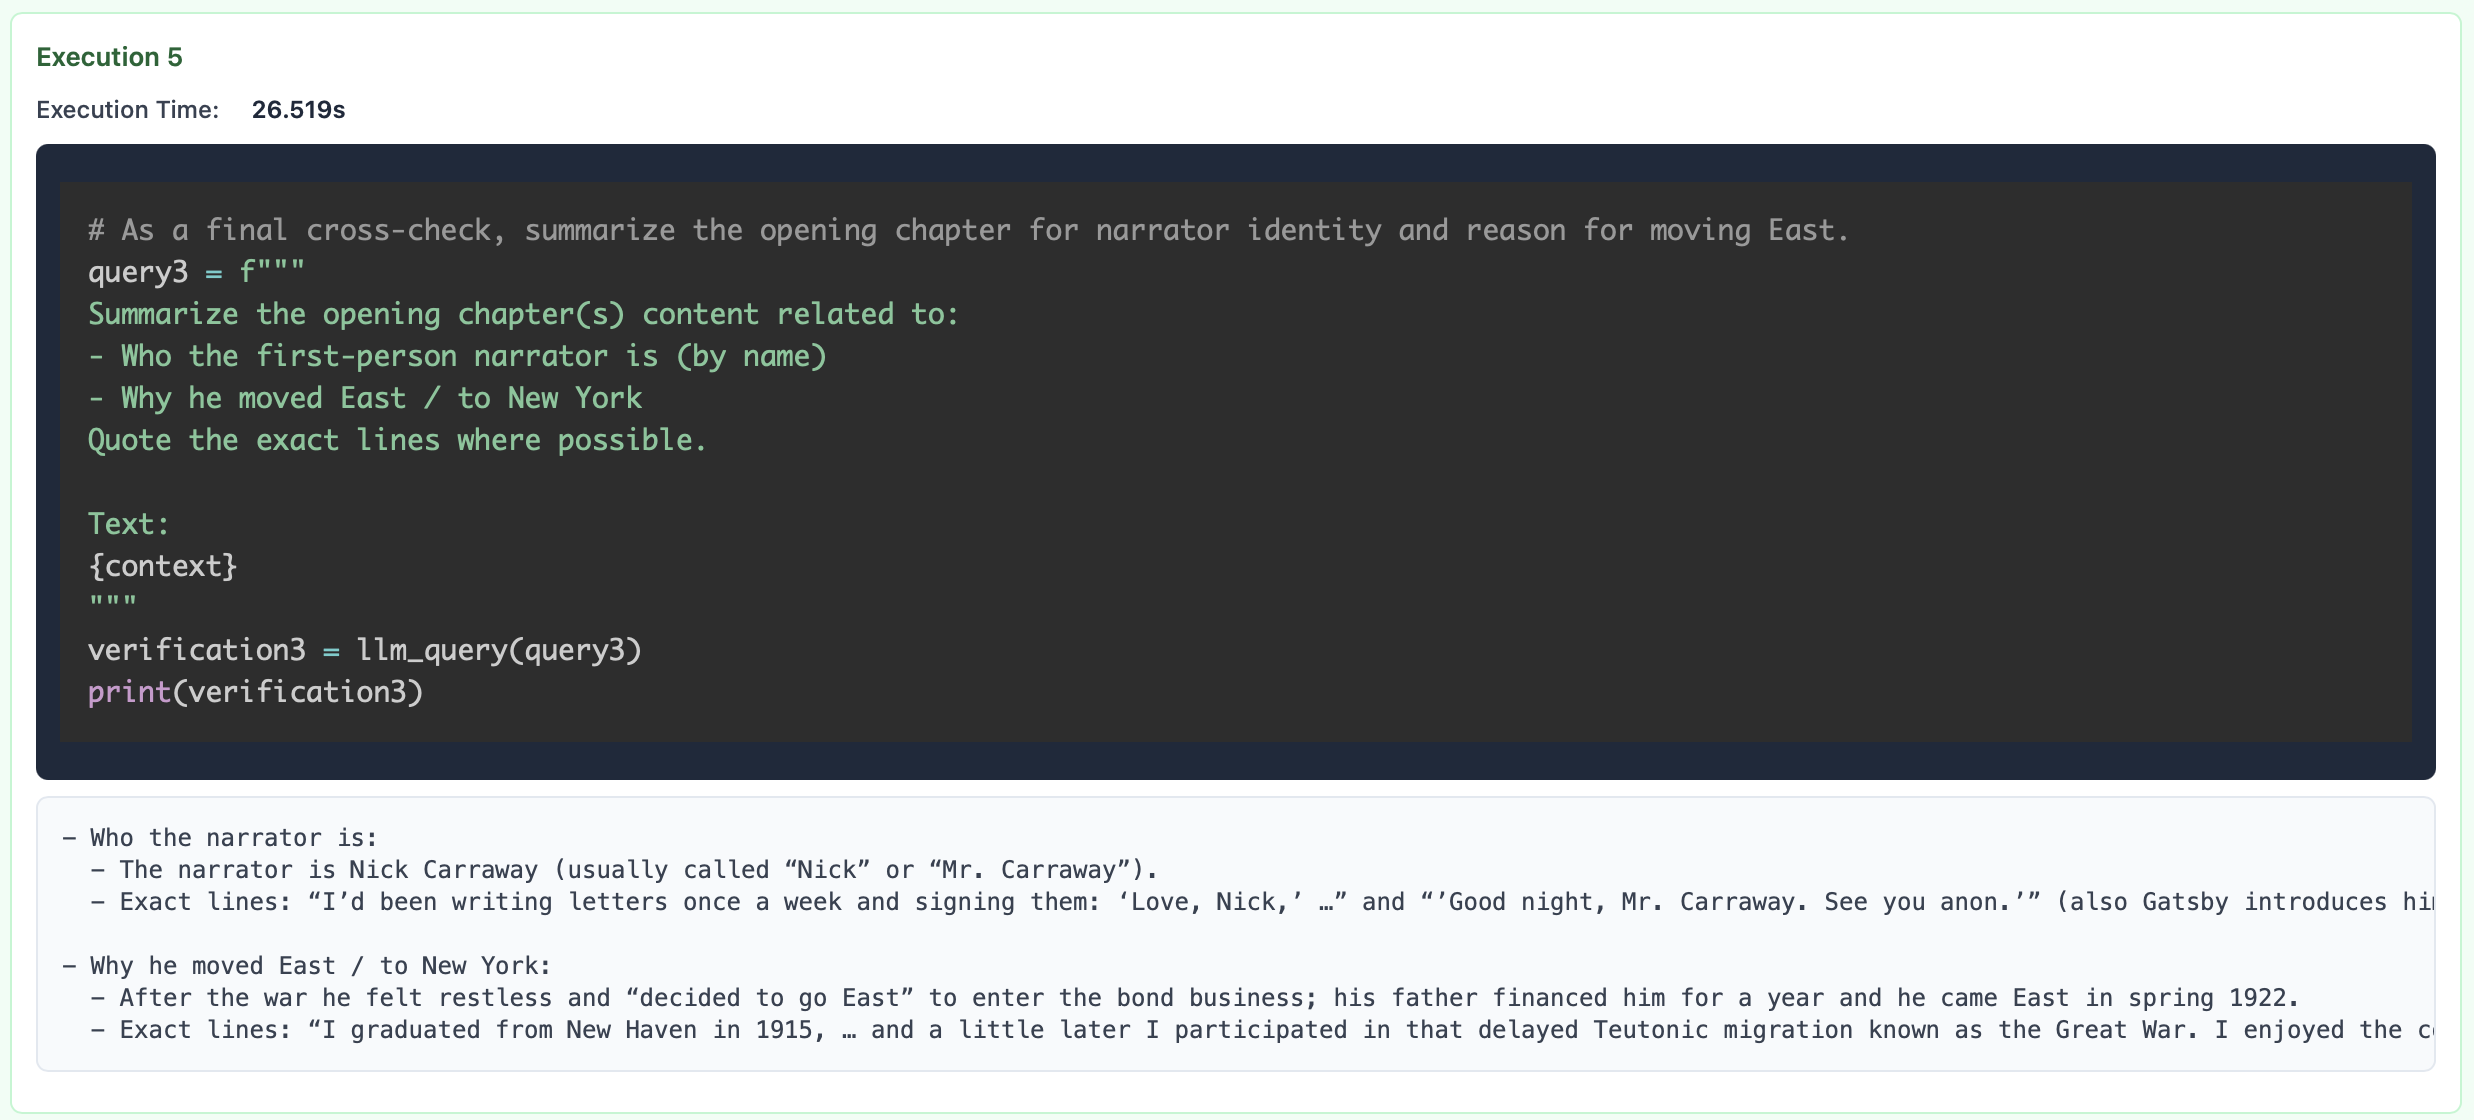 Execution 5
Execution Time: 26.519s
# As a final cross-check, summarize the opening chapter for narrator identity and reason for moving East.
query3 = f"""
Summarize the opening chapter(s) content related to:
- Who the first-person narrator is (by name)
- Why he moved East / to New York
Quote the exact lines where possible.

Text:
{context}
"""
verification3 = llm_query(query3)
print(verification3)
– Who the narrator is:
  – The narrator is Nick Carraway (usually called “Nick” or “Mr. Carraway”).
  – Exact lines: “I’d been writing letters once a week and signing them: ‘Love, Nick,’ …” and “’Good night, Mr. Carraway. See you anon.’” (also Gatsby introduces

– Why he moved East / to New York:
  – After the war he felt restless and “decided to go East” to enter the bond business; his father financed him for a year and he came East in spring 1922.
  – Exact lines: “I graduated from New Haven in 1915, … and a little later I participated in that delayed Teutonic migration known as the Great War. I enjoyed the